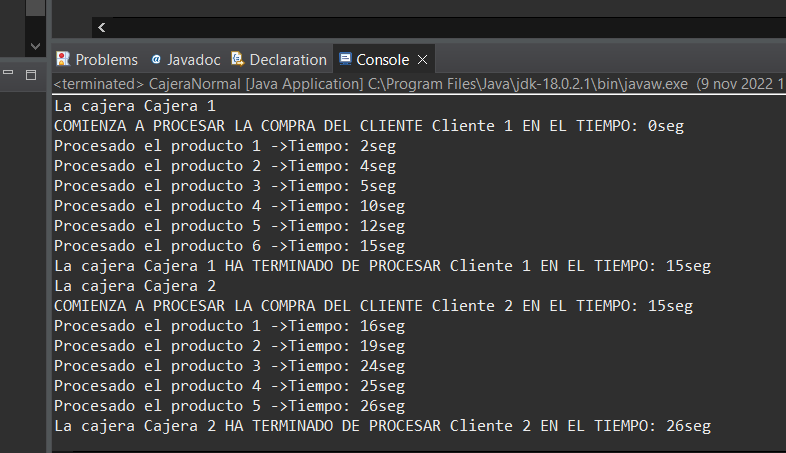 Problems Javadoc Declaration Console
<terminated> CajeraNormal [Java Application] C:\Program Files\Java\jdk-18.0.2.1\bin\javaw.exe (9 nov 2022 1
La cajera Cajera 1
COMIENZA A PROCESAR LA COMPRA DEL CLIENTE Cliente 1 EN EL TIEMPO: 0seg
Procesado el producto 1 ->Tiempo: 2seg
Procesado el producto 2 ->Tiempo: 4seg
Procesado el producto 3 ->Tiempo: 5seg
Procesado el producto 4 ->Tiempo: 10seg
Procesado el producto 5 ->Tiempo: 12seg
Procesado el producto 6 ->Tiempo: 15seg
La cajera Cajera 1 HA TERMINADO DE PROCESAR Cliente 1 EN EL TIEMPO: 15seg
La cajera Cajera 2
COMIENZA A PROCESAR LA COMPRA DEL CLIENTE Cliente 2 EN EL TIEMPO: 15seg
Procesado el producto 1 ->Tiempo: 16seg
Procesado el producto 2 ->Tiempo: 19seg
Procesado el producto 3 ->Tiempo: 24seg
Procesado el producto 4 ->Tiempo: 25seg
Procesado el producto 5 ->Tiempo: 26seg
La cajera Cajera 2 HA TERMINADO DE PROCESAR Cliente 2 EN EL TIEMPO: 26seg